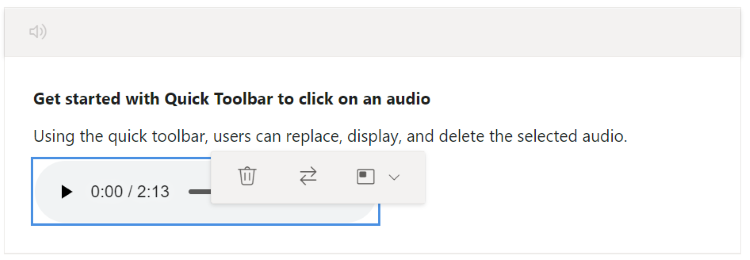 Get started with Quick Toolbar to click on an audio
Using the quick toolbar, users can replace, display, and delete the selected audio.
0:00 / 2:13